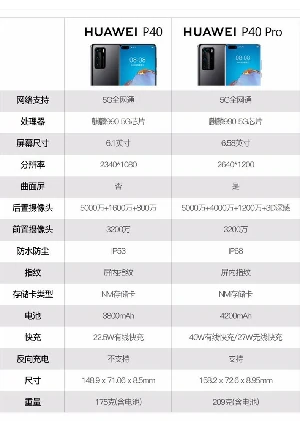 HUAWEI P40 HUAWEI P40 Pro
网络支持 5G全网通 5G全网通
处理器 麒麟990 5G芯片 麒麟990 5G芯片
屏幕尺寸 6.1英寸 6.58英寸
分辨率 2340*1080 2640*1200
曲面屏 否 是
后置摄像头 5000万+1600万+800万 5000万+4000万+1200万+3D深感
前置摄像头 3200万 3200万
防水防尘 IP53 IP68
指纹 屏内指纹 屏内指纹
存储卡类型 NM存储卡 NM存储卡
电池 3800mAh 4200mAh
快充 22.5W有线快充 40W有线快充/27W无线快充
反向充电 不支持 支持
尺寸 148.9 x 71.06 x 8.5mm 158.2 x 72.6 x 8.95mm
重量 175克(含电池) 209克(含电池)